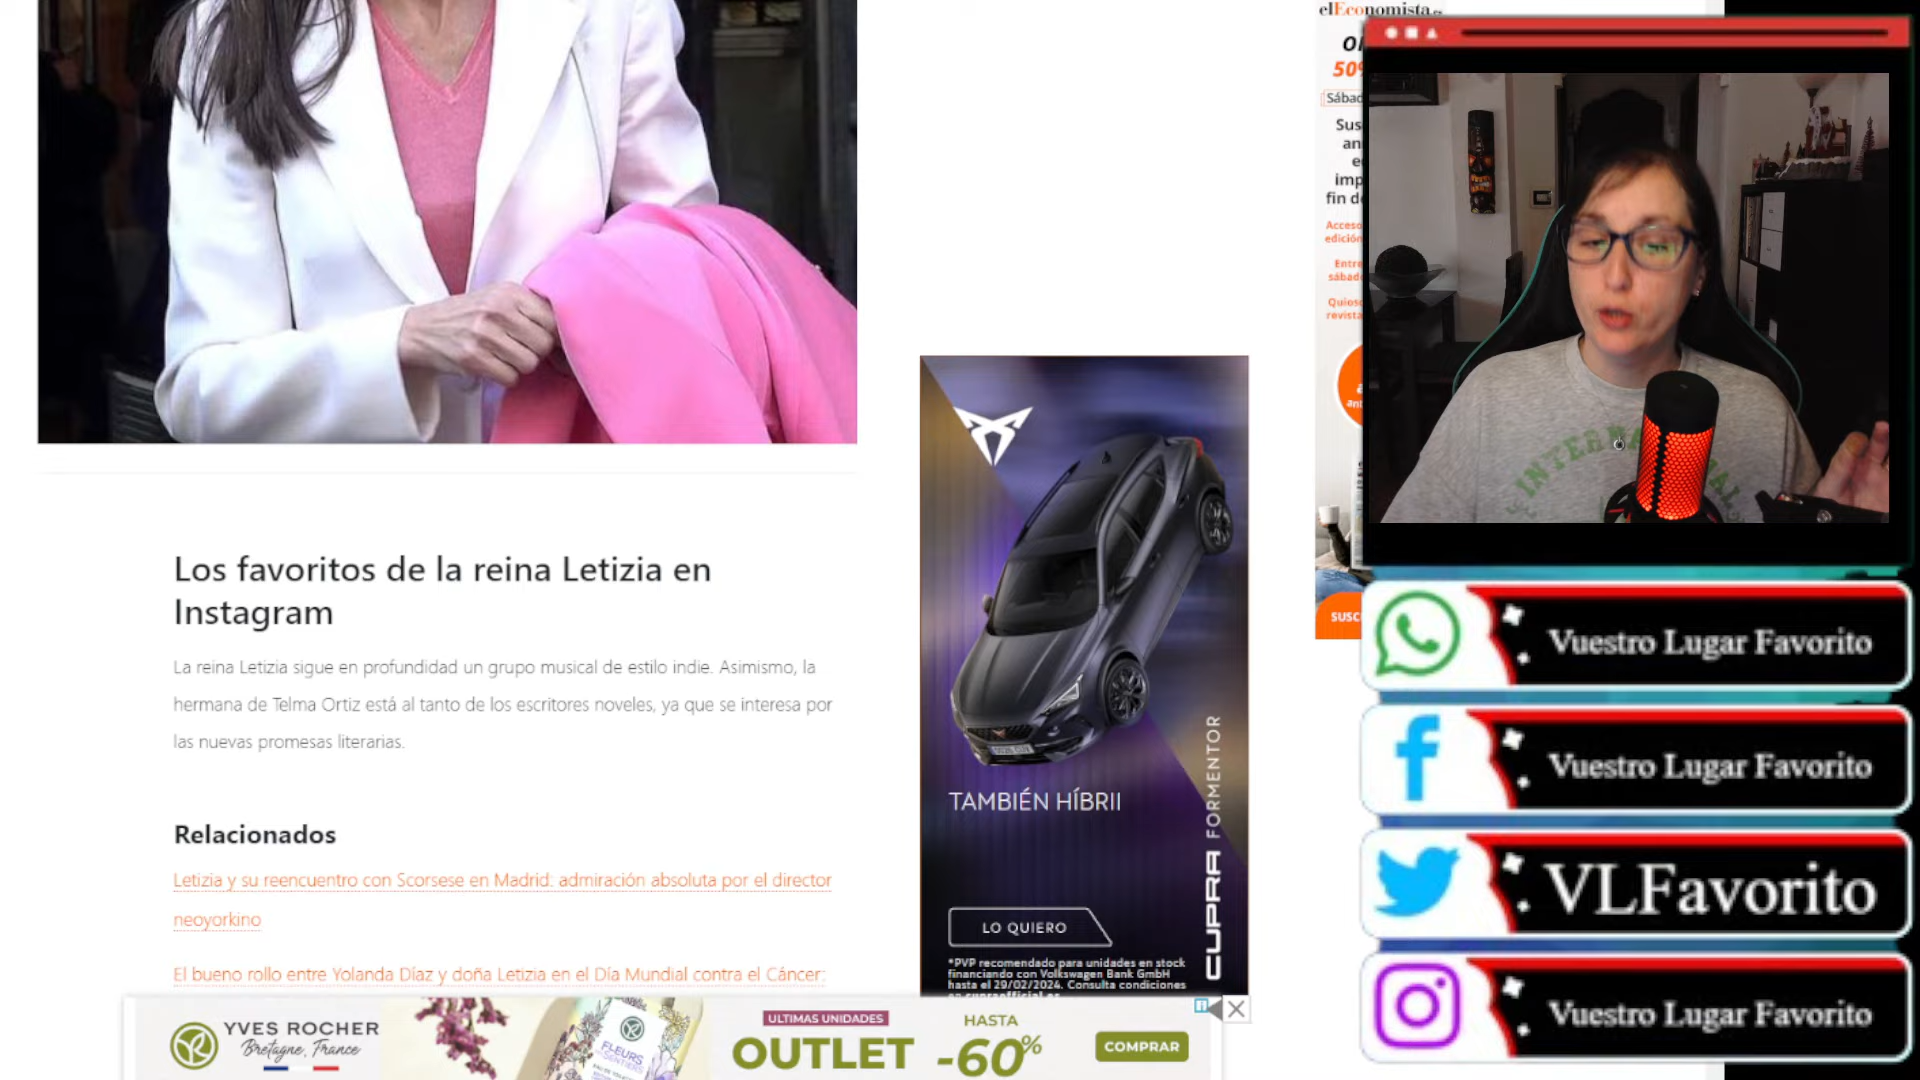 elEconomista.es
50%
Los favoritos de la reina Letizia en
Instagram
La reina Letizia sigue en profundidad un grupo musical de estilo indie. Asimismo, la
hermana de Telma Ortiz está al tanto de los escritores noveles, ya que se interesa por
las nuevas promesas literarias.
Relacionados
Letizia y su reencuentro con Scorsese en Madrid: admiración absoluta por el director
neoyorkino
El bueno rollo entre Yolanda Díaz y doña Letizia en el Día Mundial contra el Cáncer:
TAMBIÉN HÍBRII
CUPRA FORMENTOR
LO QUIERO
*PVP recomendado para unidades en stock
financiando con Volkswagen Bank GmbH
hasta el 29/02/2024. Consulta condiciones
YVES ROCHER
Bretagne, France
FLEURS
ULTIMAS UNIDADES
OUTLET
HASTA
-60%
COMPRAR
INTERNA
Vuestro Lugar Favorito
Vuestro Lugar Favorito
VLFavorito
Vuestro Lugar Favorito